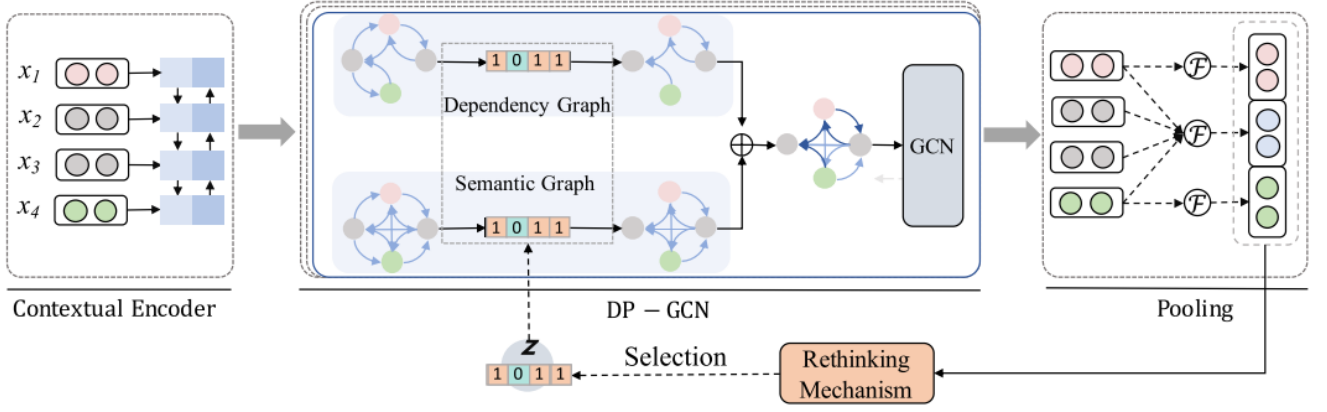 x1
x2
x3
x4
Contextual Encoder
1 0 1 1
Dependency Graph
Semantic Graph
1 0 1 1
GCN
DP − GCN
ℱ
ℱ
ℱ
Pooling
z
1 0 1 1
Selection
Rethinking
Mechanism